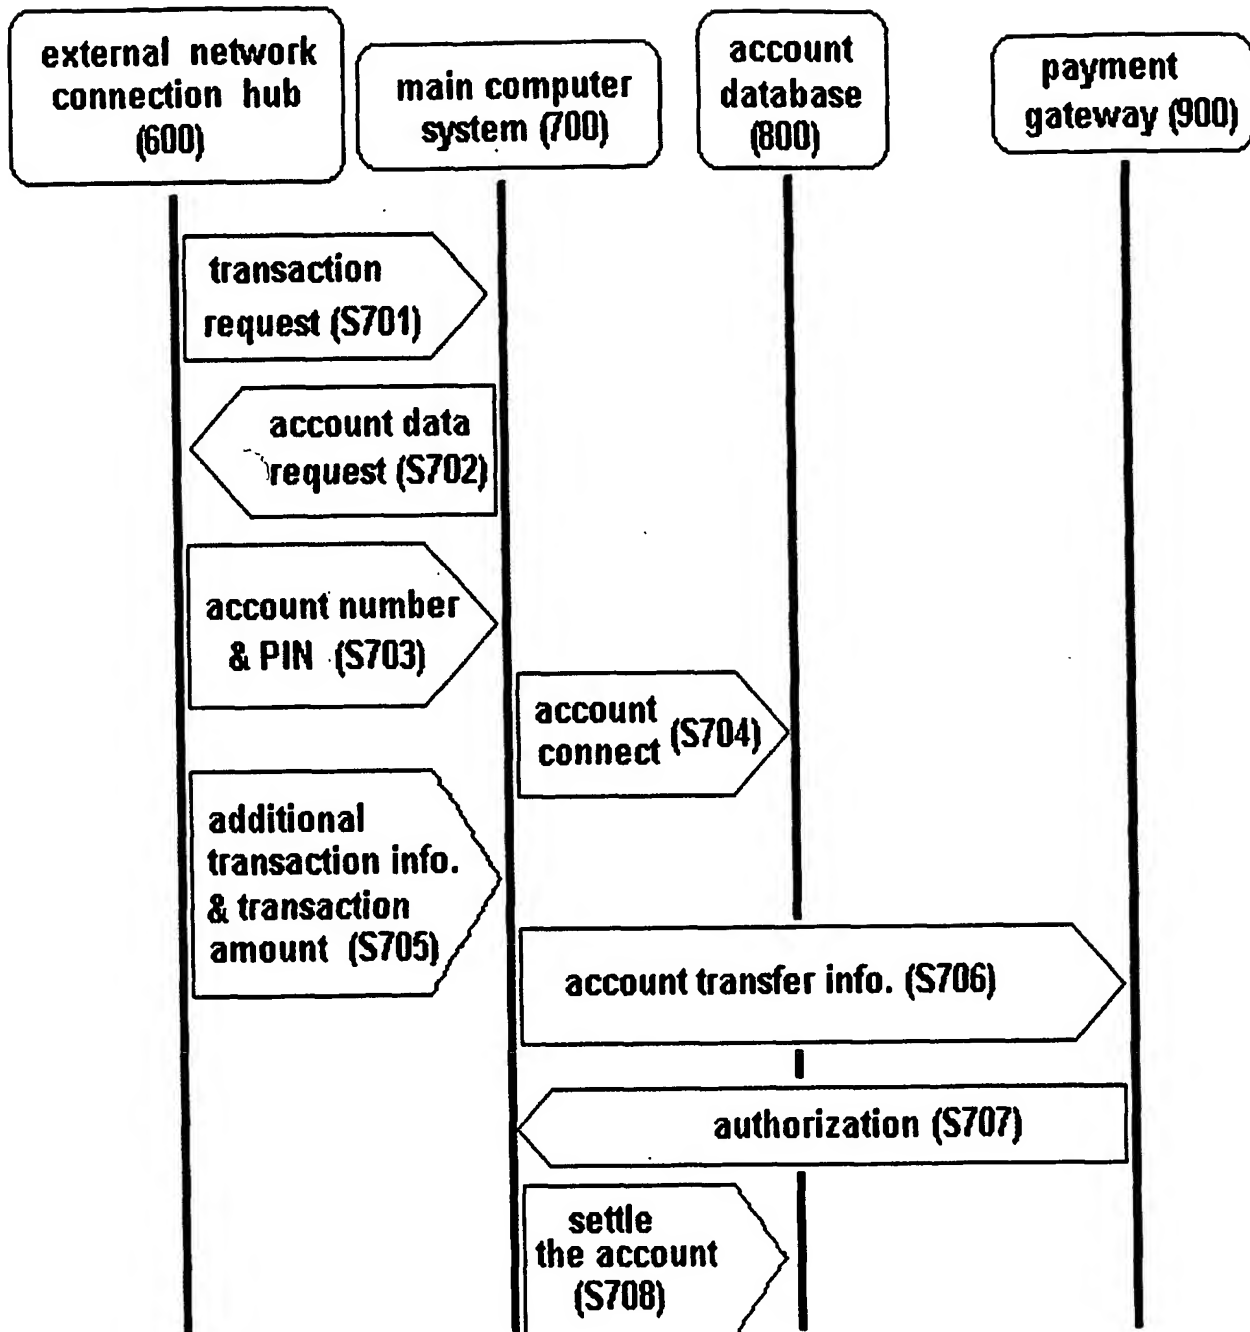 external network
connection hub
(600)
main computer
system (700)
account
database
(800)
payment
gateway (900)
transaction
request (S701)
account data
request (S702)
account number
& PIN (S703)
account
connect (S704)
additional
transaction info.
& transaction
amount (S705)
account transfer info. (S706)
authorization (S707)
settle
the account
(S708)